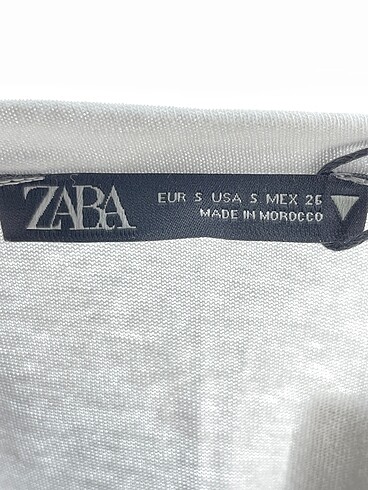 ZARA
EUR S USA S MEX 26
MADE IN MOROCCO